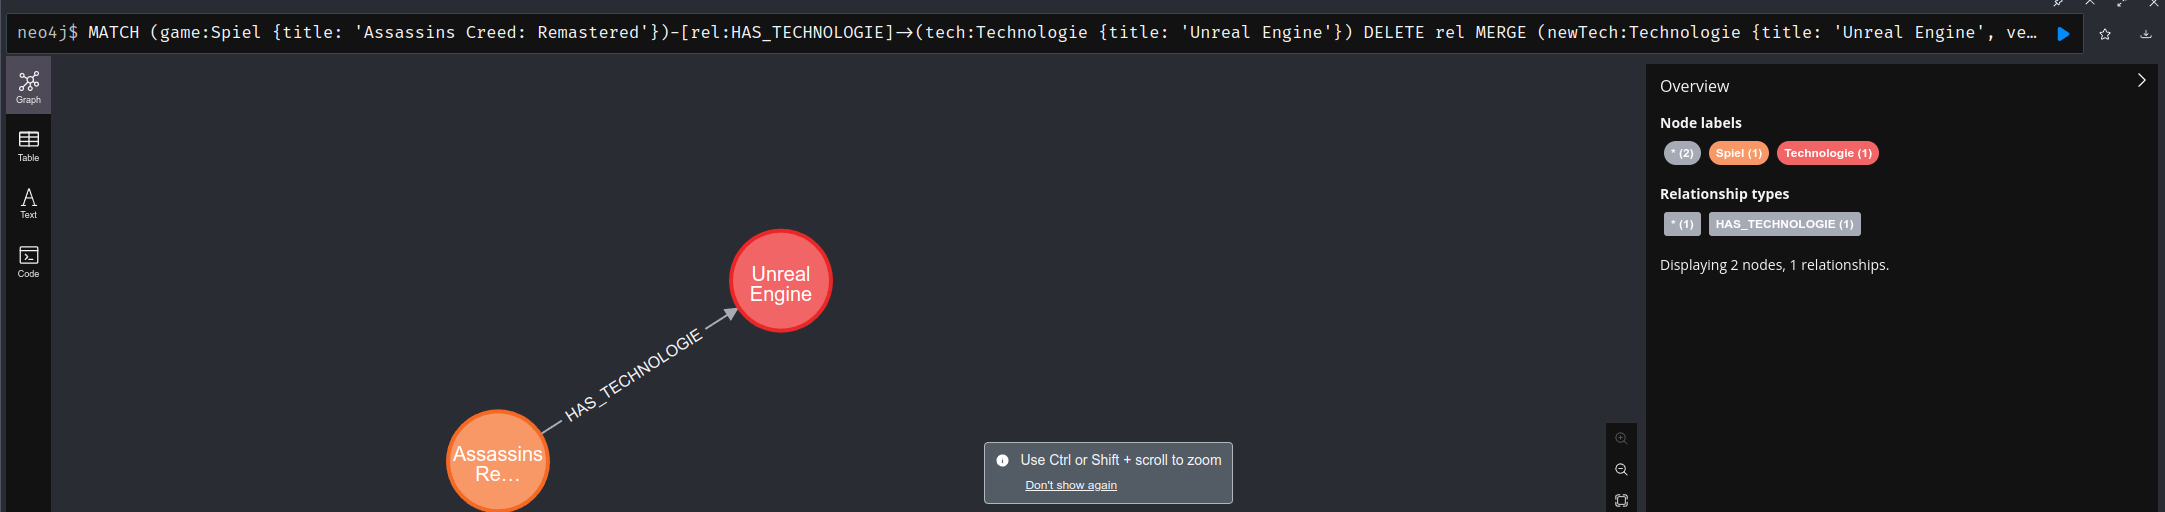 neo4j$ MATCH (game:Spiel {title: 'Assassins Creed: Remastered'})-[rel:HAS_TECHNOLOGIE]→(tech:Technologie {title: 'Unreal Engine'}) DELETE rel MERGE (newTech:Technologie {title: 'Unreal Engine', ve…
Graph
Table
Text
Code
Unreal
Engine
HAS_TECHNOLOGIE
Assassins
Re…
Use Ctrl or Shift + scroll to zoom
Don't show again
Overview
Node labels
* (2) Spiel (1) Technologie (1)
Relationship types
* (1) HAS_TECHNOLOGIE (1)
Displaying 2 nodes, 1 relationships.